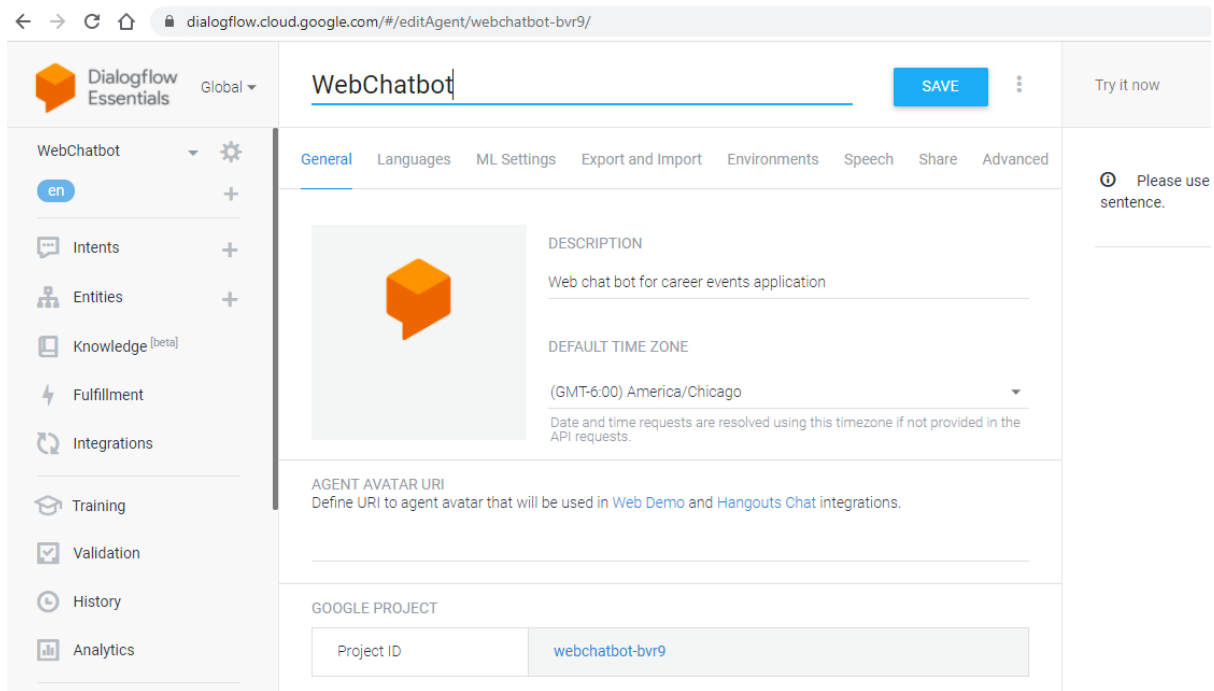 dialogflow.cloud.google.com/#/editAgent/webchatbot-bvr9/
Dialogflow
Essentials
Global
WebChatbot
SAVE
Try it now
WebChatbot
en
General Languages ML Settings Export and Import Environments Speech Share Advanced
Please use
sentence.
Intents
Entities
Knowledge [beta]
Fulfillment
Integrations
Training
Validation
History
Analytics
DESCRIPTION
Web chat bot for career events application
DEFAULT TIME ZONE
(GMT-6:00) America/Chicago
Date and time requests are resolved using this timezone if not provided in the
API requests.
AGENT AVATAR URI
Define URI to agent avatar that will be used in Web Demo and Hangouts Chat integrations.
GOOGLE PROJECT
Project ID webchatbot-bvr9